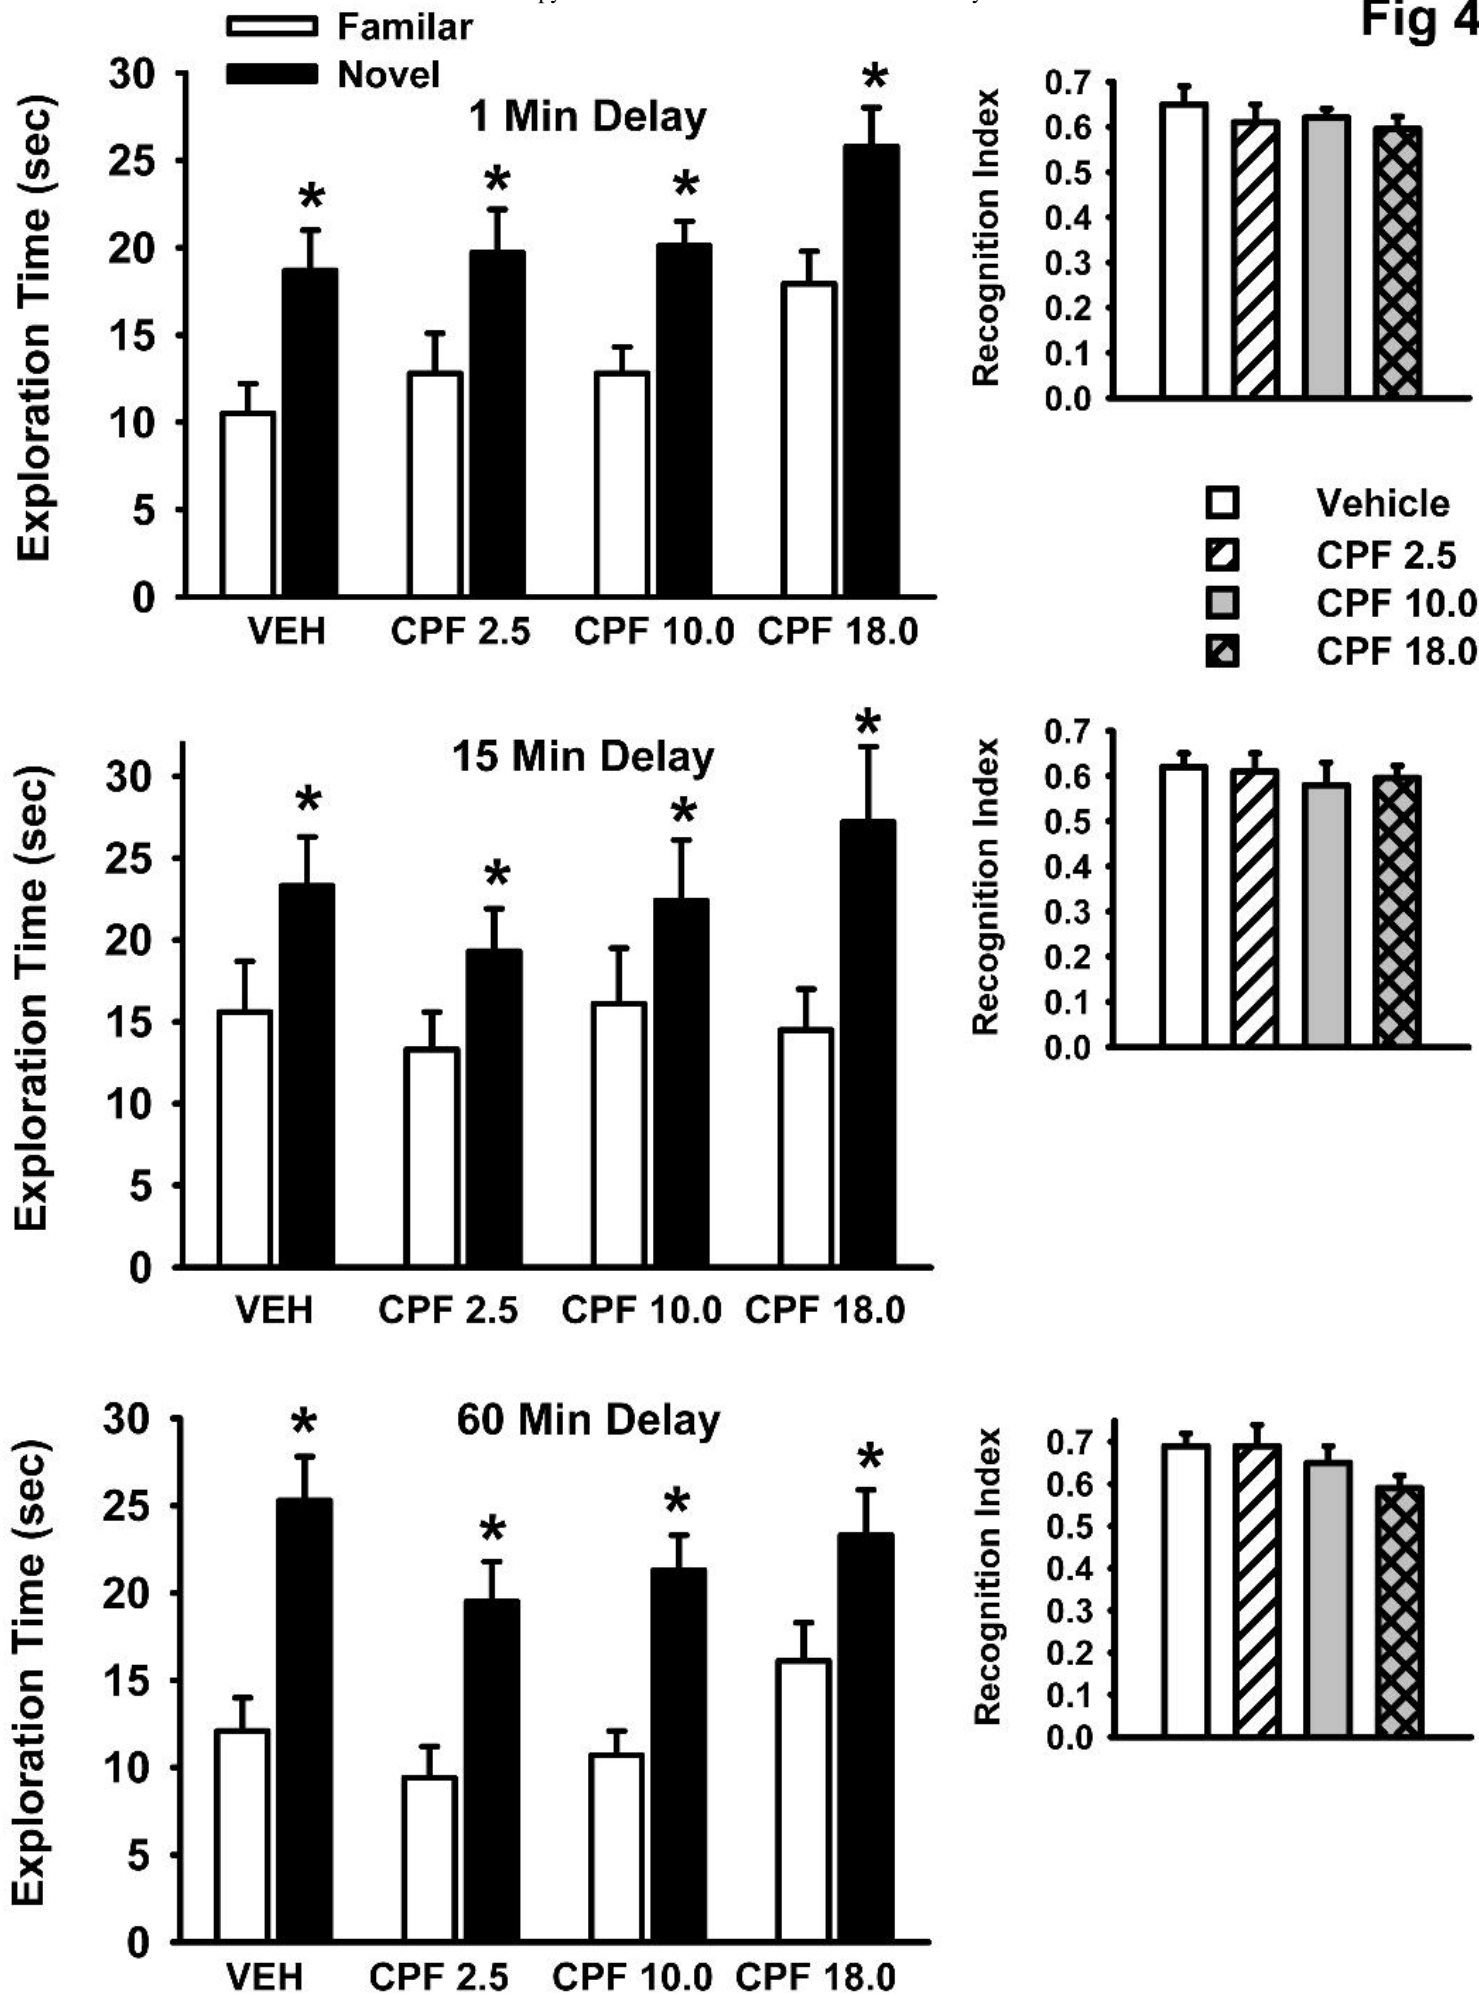 Fig 4
Familar
Novel
1 Min Delay
Exploration Time (sec)
30
25
20
15
10
5
0
* * * *
VEH CPF 2.5 CPF 10.0 CPF 18.0
Recognition Index
0.7
0.6
0.5
0.4
0.3
0.2
0.1
0.0
Vehicle
CPF 2.5
CPF 10.0
CPF 18.0
15 Min Delay
Exploration Time (sec)
30
25
20
15
10
5
0
* * * *
VEH CPF 2.5 CPF 10.0 CPF 18.0
Recognition Index
0.7
0.6
0.5
0.4
0.3
0.2
0.1
0.0
60 Min Delay
Exploration Time (sec)
30
25
20
15
10
5
0
* * * *
VEH CPF 2.5 CPF 10.0 CPF 18.0
Recognition Index
0.7
0.6
0.5
0.4
0.3
0.2
0.1
0.0